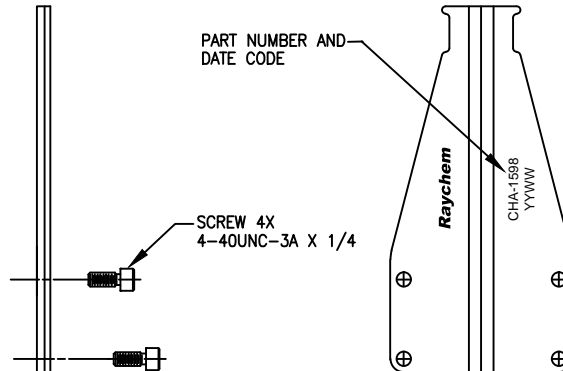 PART NUMBER AND
DATE CODE
SCREW 4X
4-40UNC-3A X 1/4
Raychem
CHA-1598
YYWW